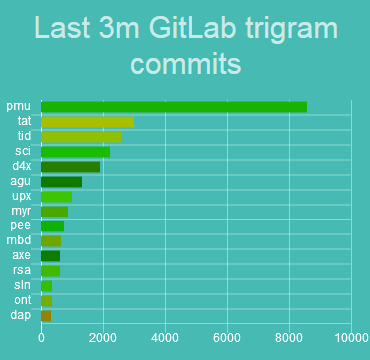 Last 3m GitLab trigram
commits
pmu
tat
tid
sci
d4x
agu
upx
myr
pee
mbd
axe
rsa
sln
ont
dap
0 2000 4000 6000 8000 10000